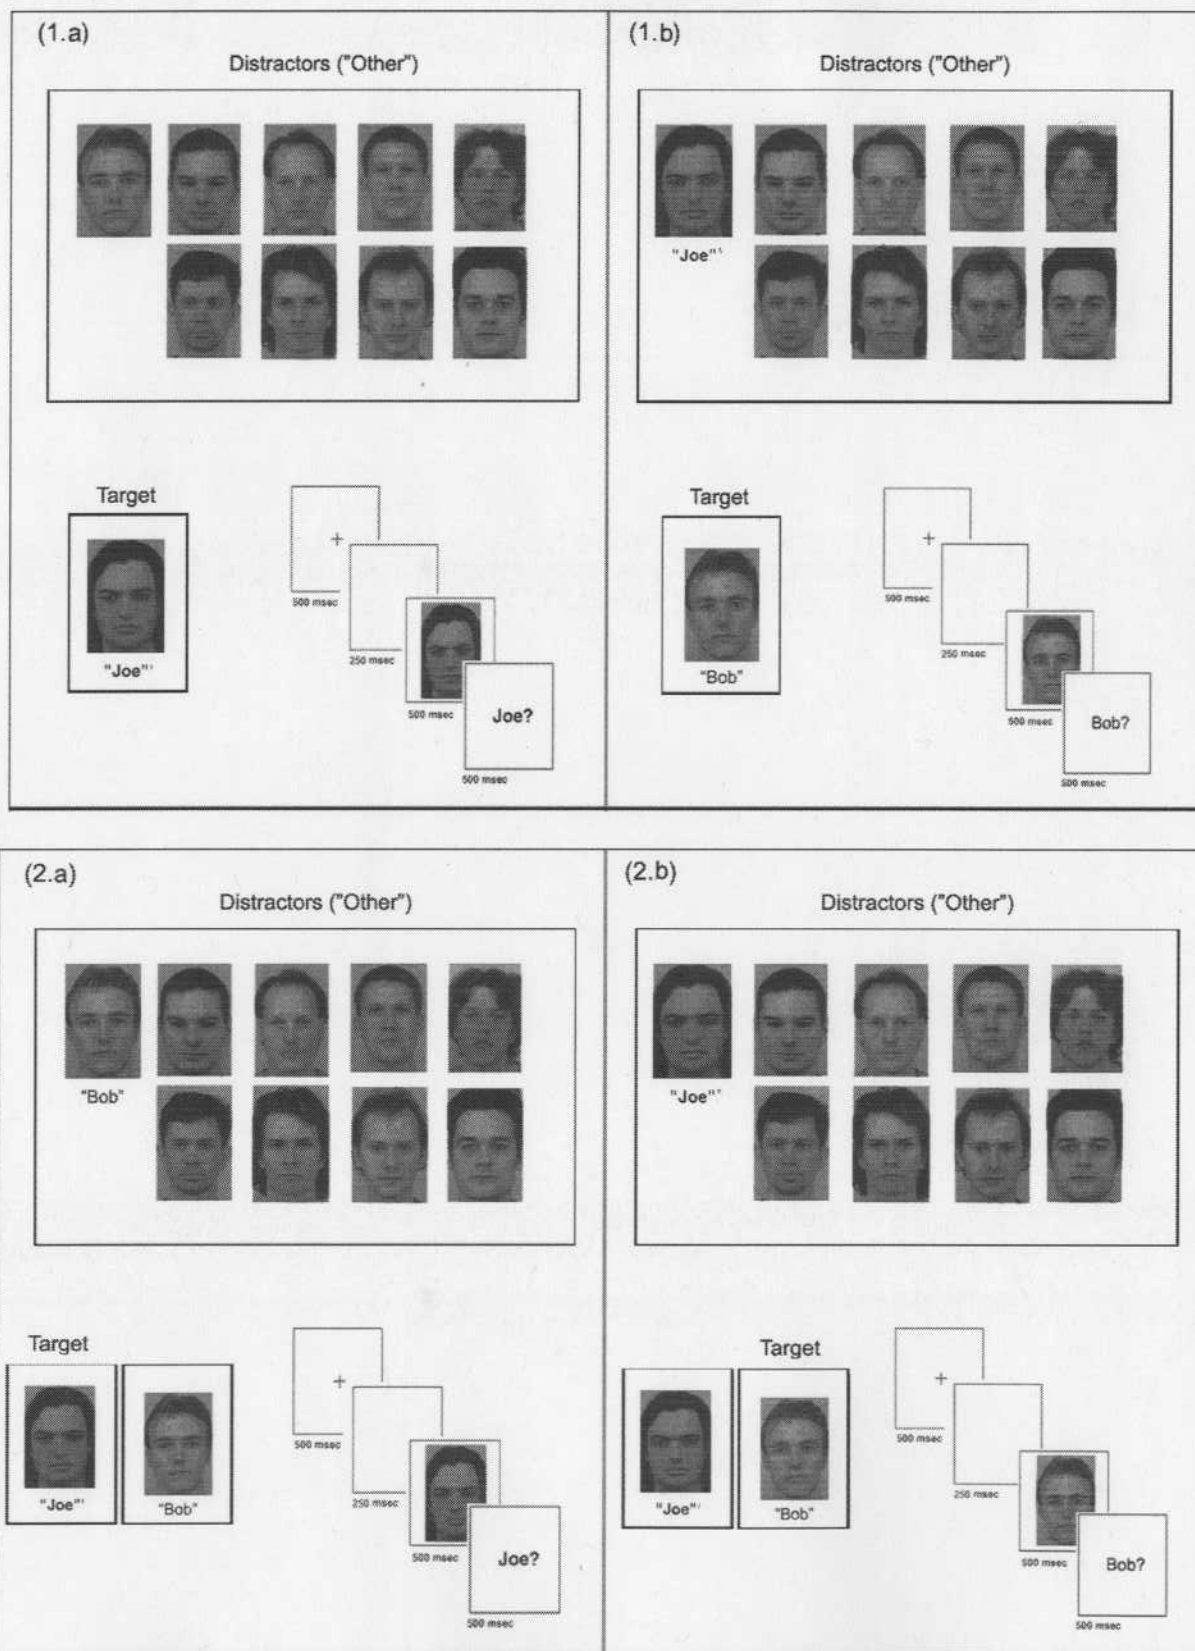 (1.a)
Distractors ("Other")
Target
"Joe"
500 msec
250 msec
500 msec
Joe?
500 msec
(1.b)
Distractors ("Other")
"Joe"
Target
"Bob"
500 msec
250 msec
500 msec
Bob?
500 msec
(2.a)
Distractors ("Other")
"Bob"
Target
"Joe"
"Bob"
500 msec
250 msec
500 msec
Joe?
500 msec
(2.b)
Distractors ("Other")
"Joe"
Target
"Joe"
"Bob"
500 msec
250 msec
500 msec
Bob?
500 msec